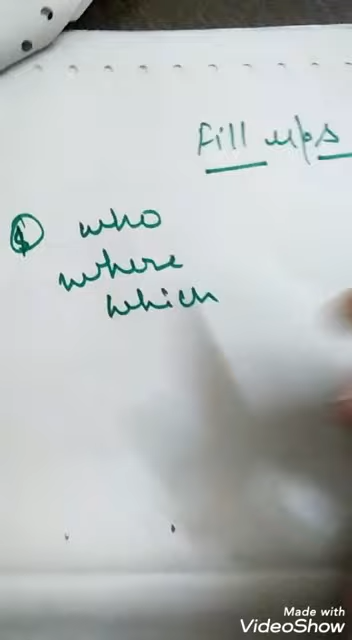 Fill ups
① who
where
which
Made with
VideoShow